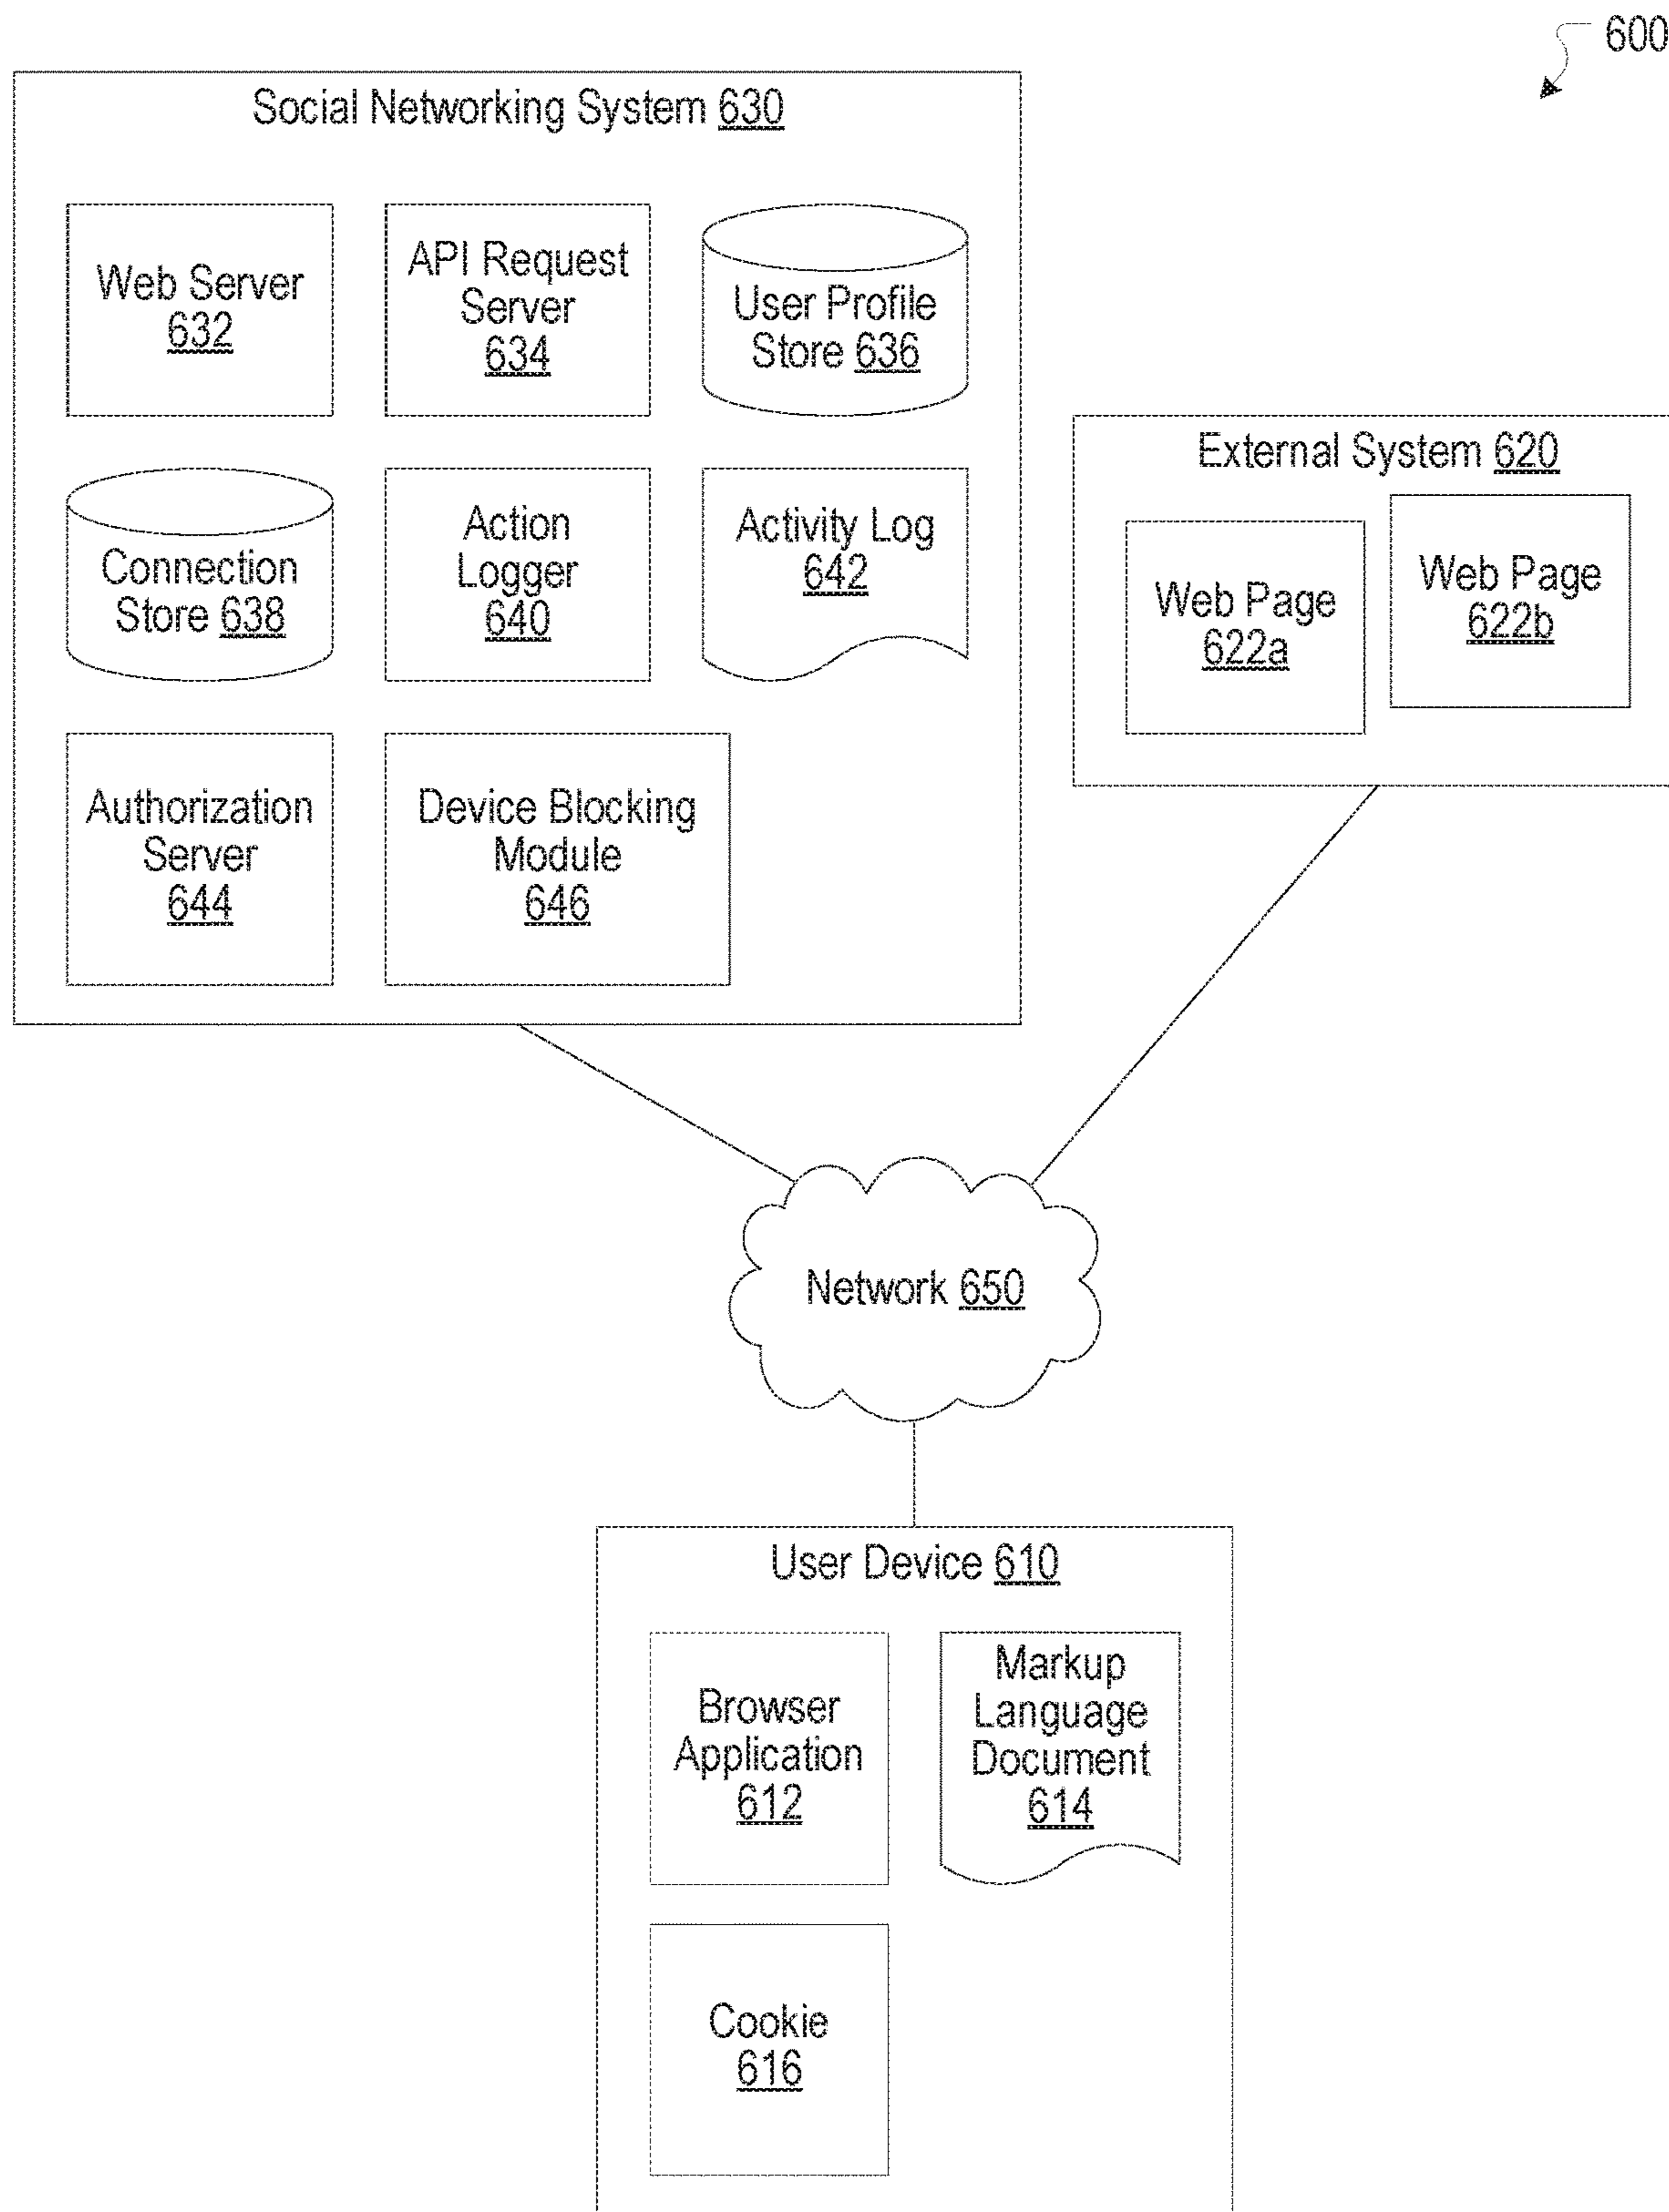 600
Social Networking System 630
Web Server
632
API Request
Server
634
User Profile
Store 636
Connection
Store 638
Action
Logger
640
Activity Log
642
Authorization
Server
644
Device Blocking
Module
646
External System 620
Web Page
622a
Web Page
622b
Network 650
User Device 610
Browser
Application
612
Markup
Language
Document
614
Cookie
616